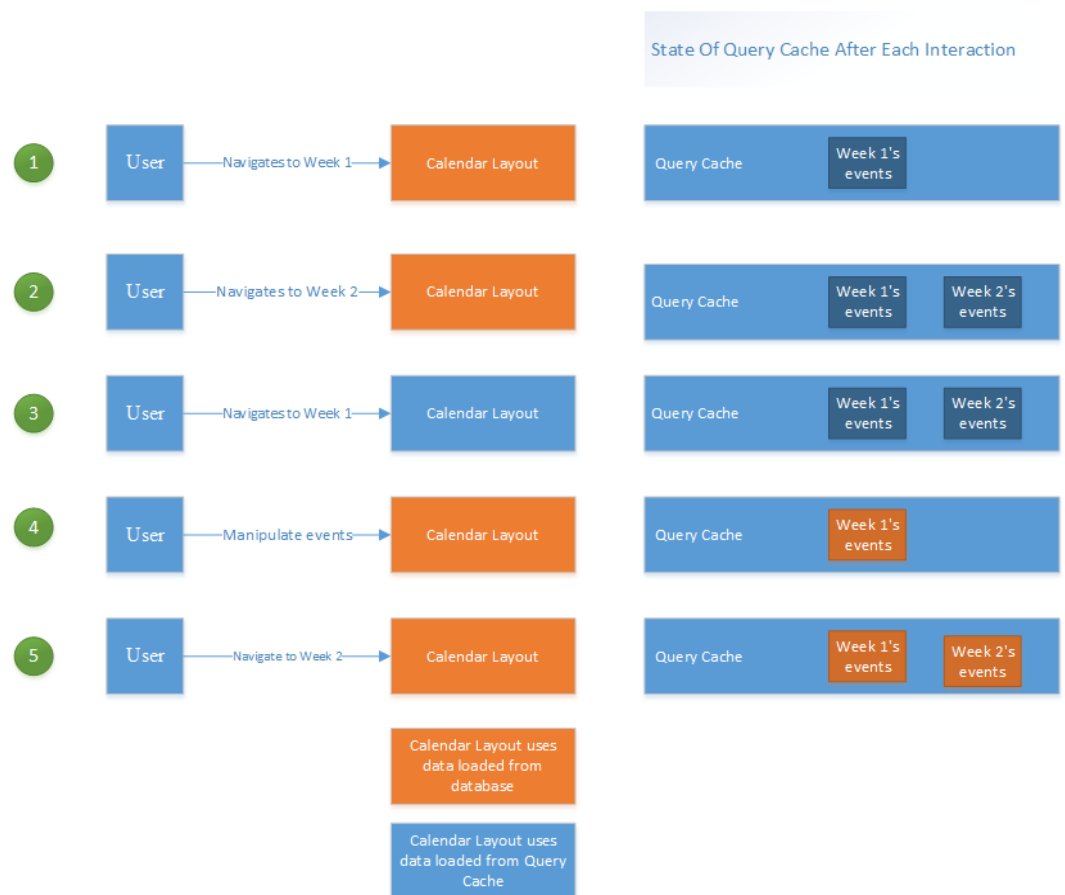 State Of Query Cache After Each Interaction
1
User
Navigates to Week 1
Calendar Layout
Query Cache
Week 1's
events
2
User
Navigates to Week 2
Calendar Layout
Query Cache
Week 1's
events
Week 2's
events
3
User
Navigates to Week 1
Calendar Layout
Query Cache
Week 1's
events
Week 2's
events
4
User
Manipulate events
Calendar Layout
Query Cache
Week 1's
events
5
User
Navigate to Week 2
Calendar Layout
Query Cache
Week 1's
events
Week 2's
events
Calendar Layout uses
data loaded from
database
Calendar Layout uses
data loaded from Query
Cache